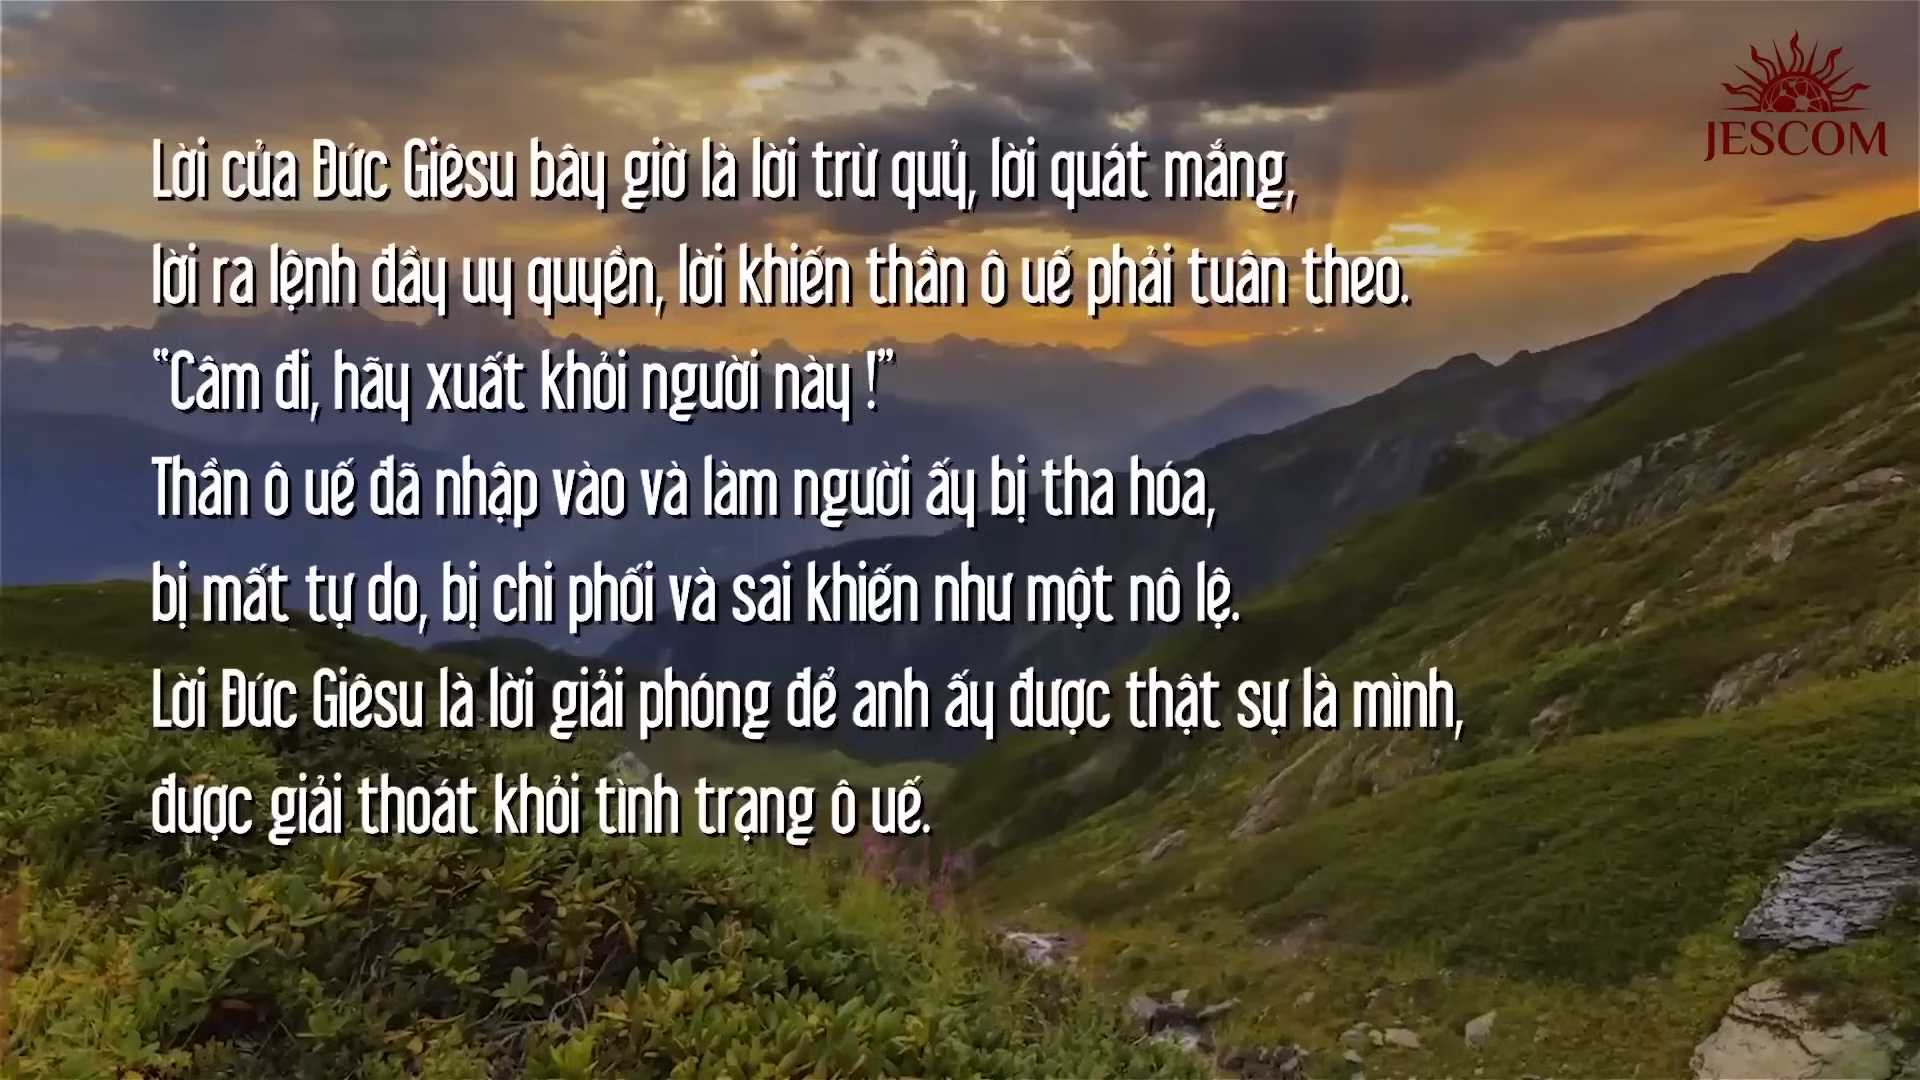 JESCOM
Lời của Đức Giêsu bây giờ là lời trừ quỷ, lời quát mắng,
lời ra lệnh đầy uy quyền, lời khiến thần ô uế phải tuân theo.
“Câm đi, hãy xuất khỏi người này !”
Thần ô uế đã nhập vào và làm người ấy bị tha hóa,
bị mất tự do, bị chi phối và sai khiến như một nô lệ.
Lời Đức Giêsu là lời giải phóng để anh ấy được thật sự là mình,
được giải thoát khỏi tình trạng ô uế.